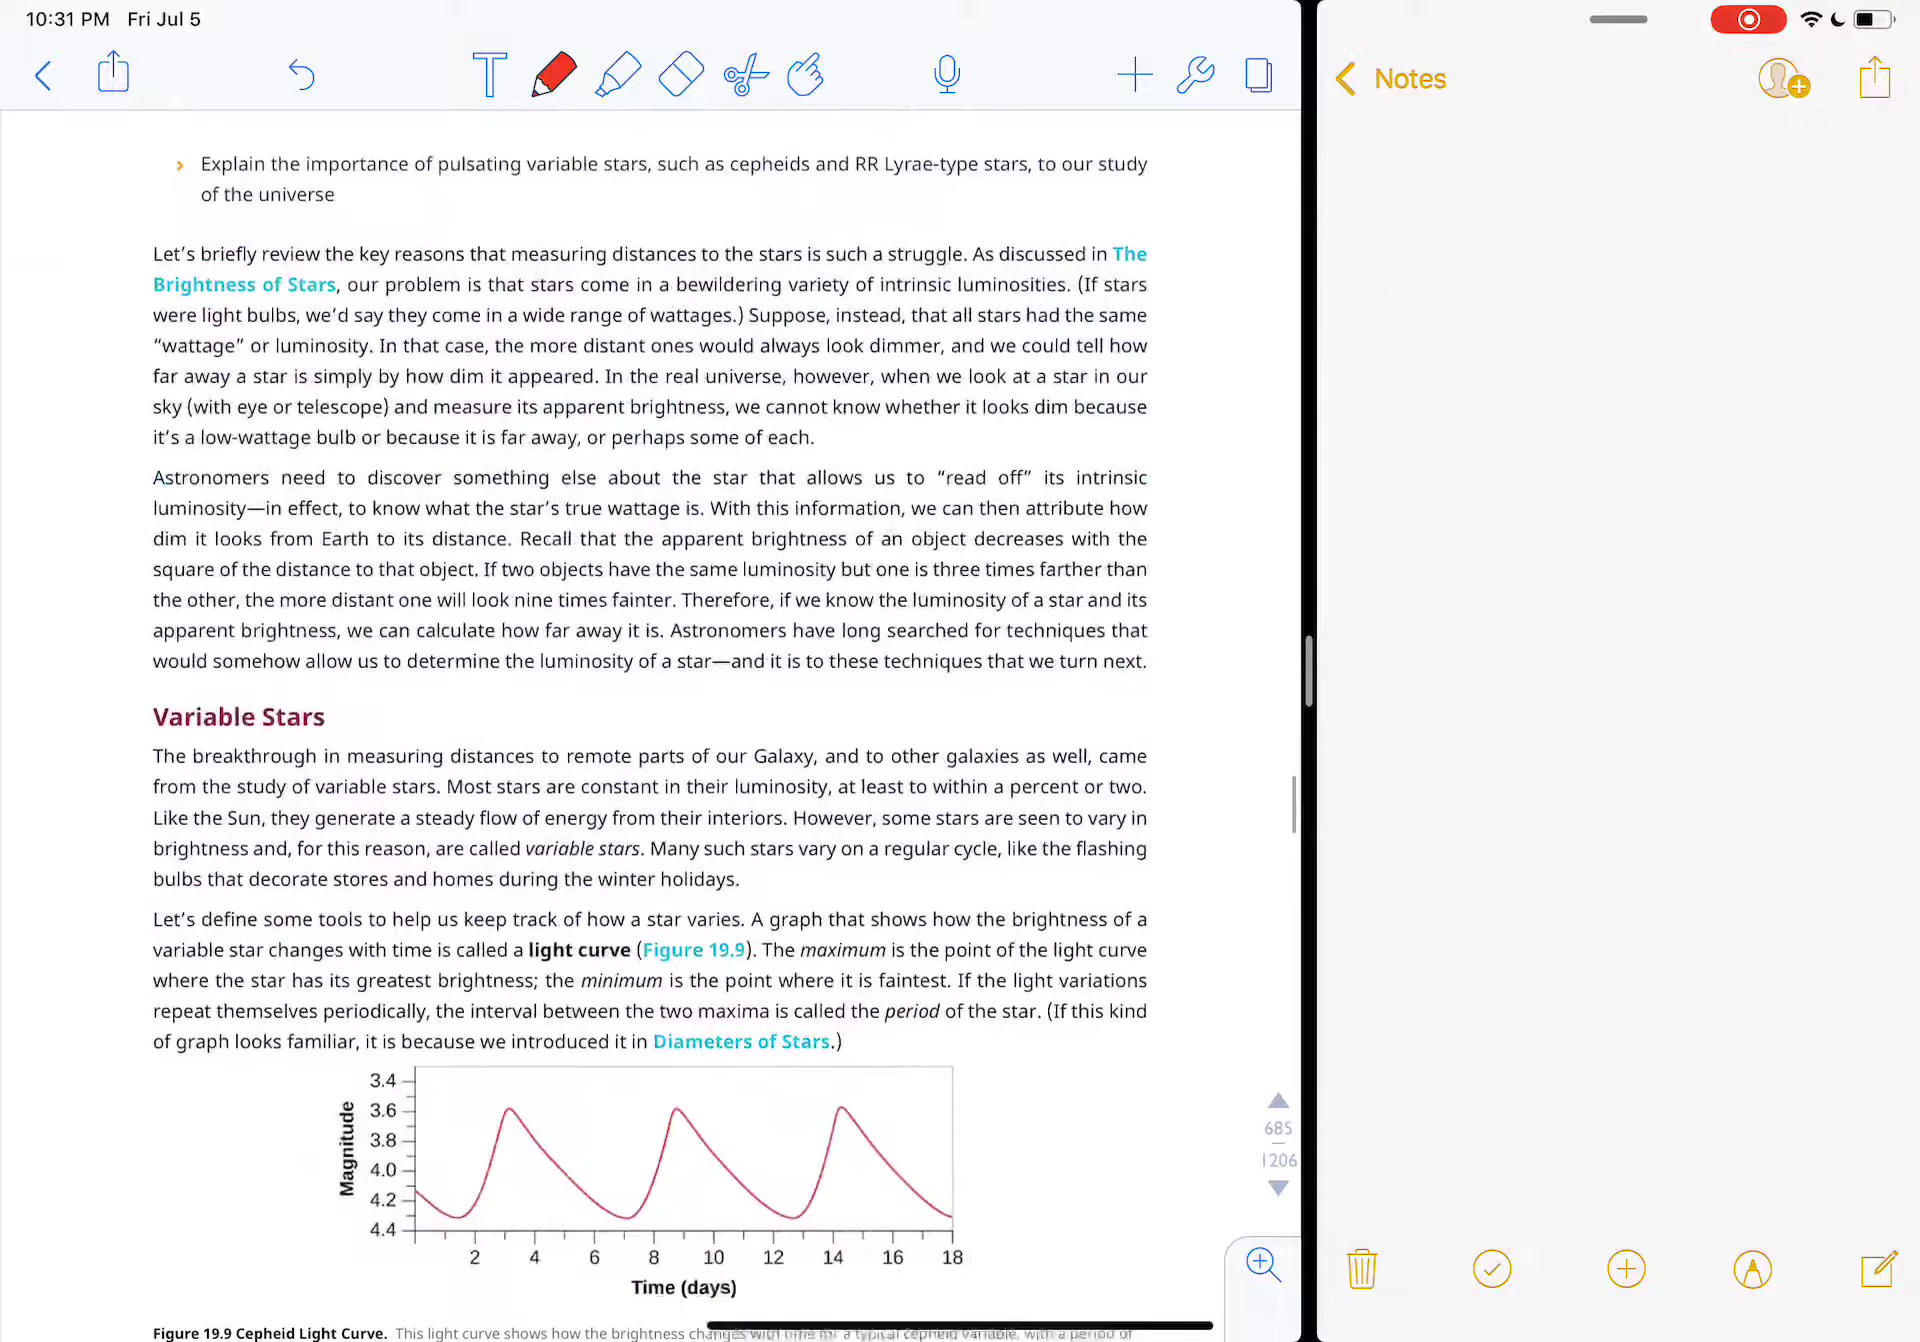 10:31 PM Fri Jul 5
Notes
› Explain the importance of pulsating variable stars, such as cepheids and RR Lyrae-type stars, to our study
of the universe
Let’s briefly review the key reasons that measuring distances to the stars is such a struggle. As discussed in The
Brightness of Stars, our problem is that stars come in a bewildering variety of intrinsic luminosities. (If stars
were light bulbs, we’d say they come in a wide range of wattages.) Suppose, instead, that all stars had the same
“wattage” or luminosity. In that case, the more distant ones would always look dimmer, and we could tell how
far away a star is simply by how dim it appeared. In the real universe, however, when we look at a star in our
sky (with eye or telescope) and measure its apparent brightness, we cannot know whether it looks dim because
it’s a low-wattage bulb or because it is far away, or perhaps some of each.
Astronomers need to discover something else about the star that allows us to “read off” its intrinsic
luminosity—in effect, to know what the star’s true wattage is. With this information, we can then attribute how
dim it looks from Earth to its distance. Recall that the apparent brightness of an object decreases with the
square of the distance to that object. If two objects have the same luminosity but one is three times farther than
the other, the more distant one will look nine times fainter. Therefore, if we know the luminosity of a star and its
apparent brightness, we can calculate how far away it is. Astronomers have long searched for techniques that
would somehow allow us to determine the luminosity of a star—and it is to these techniques that we turn next.
Variable Stars
The breakthrough in measuring distances to remote parts of our Galaxy, and to other galaxies as well, came
from the study of variable stars. Most stars are constant in their luminosity, at least to within a percent or two.
Like the Sun, they generate a steady flow of energy from their interiors. However, some stars are seen to vary in
brightness and, for this reason, are called variable stars. Many such stars vary on a regular cycle, like the flashing
bulbs that decorate stores and homes during the winter holidays.
Let’s define some tools to help us keep track of how a star varies. A graph that shows how the brightness of a
variable star changes with time is called a light curve (Figure 19.9). The maximum is the point of the light curve
where the star has its greatest brightness; the minimum is the point where it is faintest. If the light variations
repeat themselves periodically, the interval between the two maxima is called the period of the star. (If this kind
of graph looks familiar, it is because we introduced it in Diameters of Stars.)
Magnitude
3.4
3.6
3.8
4.0
4.2
4.4
2 4 6 8 10 12 14 16 18
Time (days)
685
1206
Figure 19.9 Cepheid Light Curve. This light curve shows how the brightness changes with time for a typical cepheid variable, with a period of